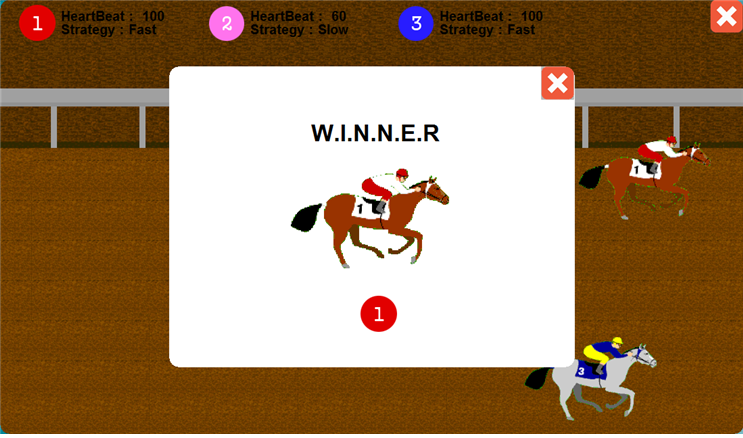 1 HeartBeat : 100
Strategy : Fast
2 HeartBeat : 60
Strategy : Slow
3 HeartBeat : 100
Strategy : Fast
W.I.N.N.E.R
1
1
1
3